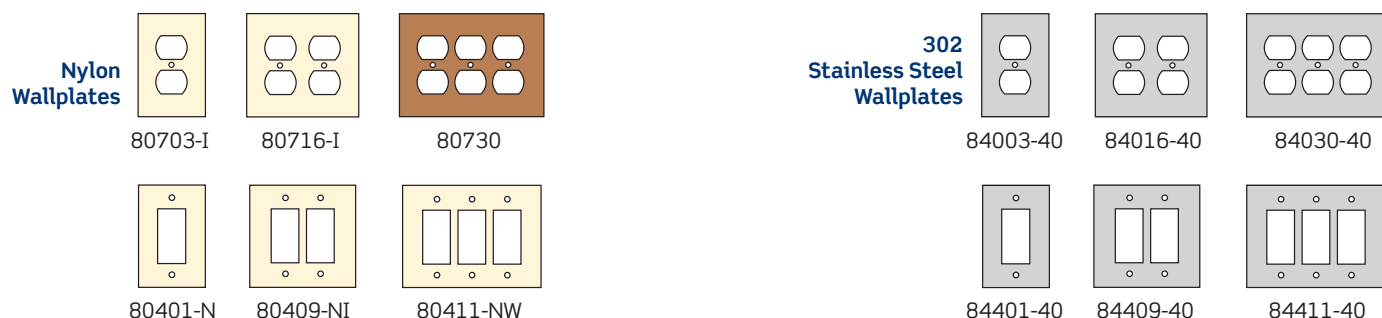 Nylon
Wallplates
80703-I
80716-I
80730
80401-N
80409-NI
80411-NW
302
Stainless Steel
Wallplates
84003-40
84016-40
84030-40
84401-40
84409-40
84411-40